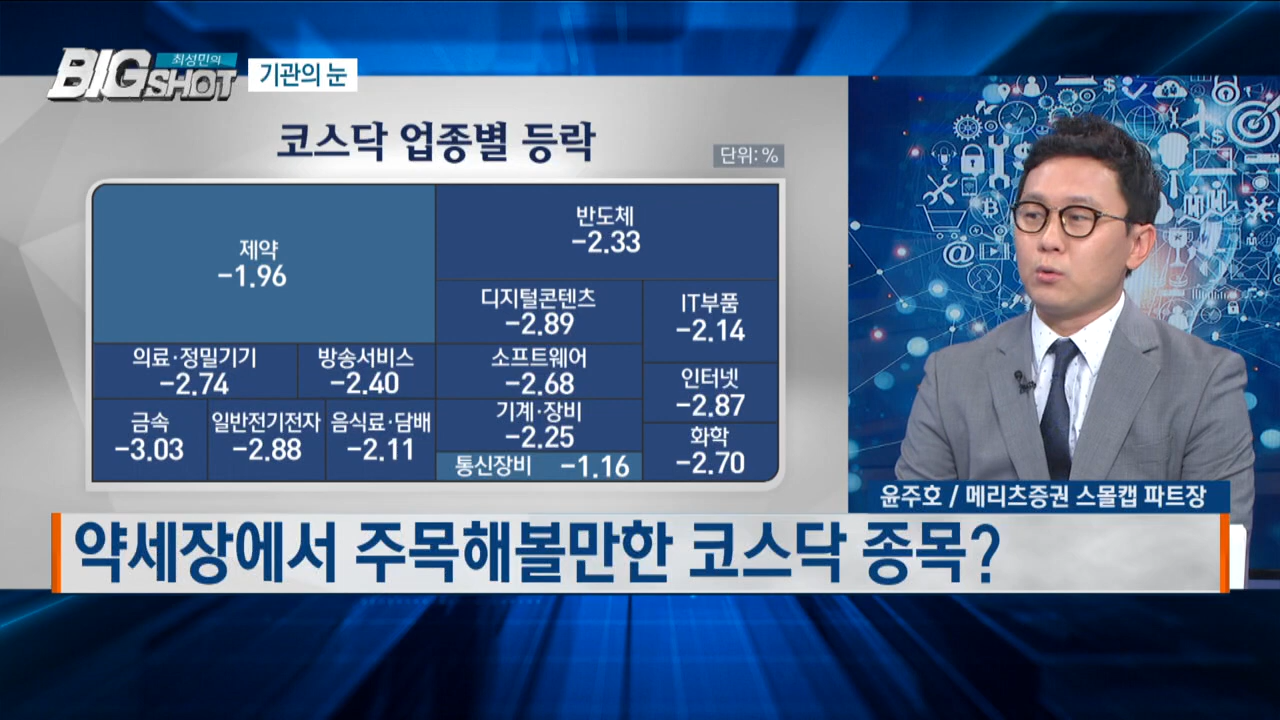 최성민의
BIG SHOT
기관의 눈
코스닥 업종별 등락
단위: %
제약
-1.96
반도체
-2.33
디지털콘텐츠
-2.89
IT부품
-2.14
의료·정밀기기
-2.74
방송서비스
-2.40
소프트웨어
-2.68
인터넷
-2.87
금속
-3.03
일반전기전자
-2.88
음식료·담배
-2.11
기계·장비
-2.25
화학
-2.70
통신장비 -1.16
윤주호 / 메리츠증권 스몰캡 파트장
약세장에서 주목해볼만한 코스닥 종목?